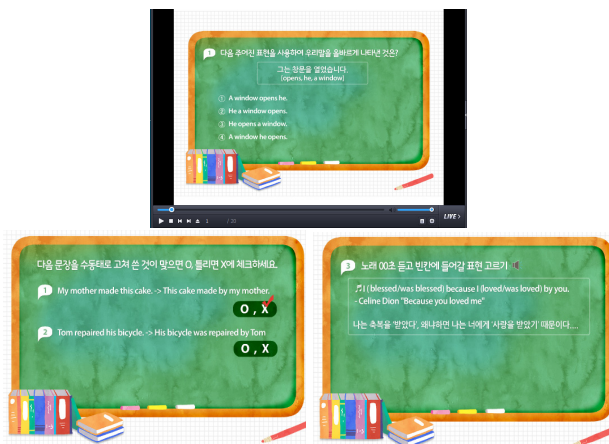 1 다음 주어진 표현을 사용하여 우리말을 올바르게 나타낸 것은?
그는 창문을 열었습니다.
[opens, he, a window]
① A window opens he.
② He a window opens.
③ He opens a window.
④ A window he opens.
1 / 20
LIVE >
다음 문장을 수동태로 고쳐 쓴 것이 맞으면 O, 틀리면 X에 체크하세요.
1 My mother made this cake. -> This cake made by my mother.
O , X
2 Tom repaired his bicycle. -> His bicycle was repaired by Tom
O , X
3 노래 00초 듣고 빈칸에 들어갈 표현 고르기
♬I ( blessed/was blessed) because I (loved/was loved) by you.
- Celine Dion "Because you loved me"
나는 축복을 '받았다', 왜냐하면 나는 너에게 '사랑을 받았기' 때문이다.....